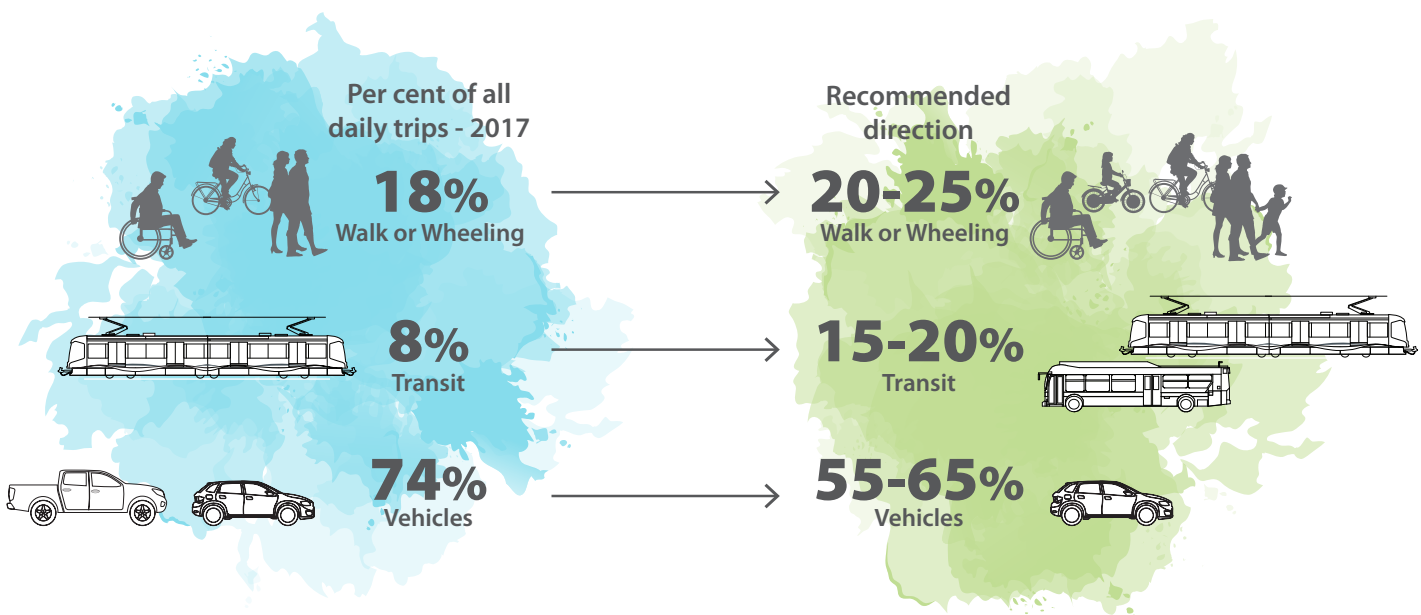 Per cent of all
daily trips - 2017
18%
Walk or Wheeling
8%
Transit
74%
Vehicles
Recommended
direction
20-25%
Walk or Wheeling
15-20%
Transit
55-65%
Vehicles